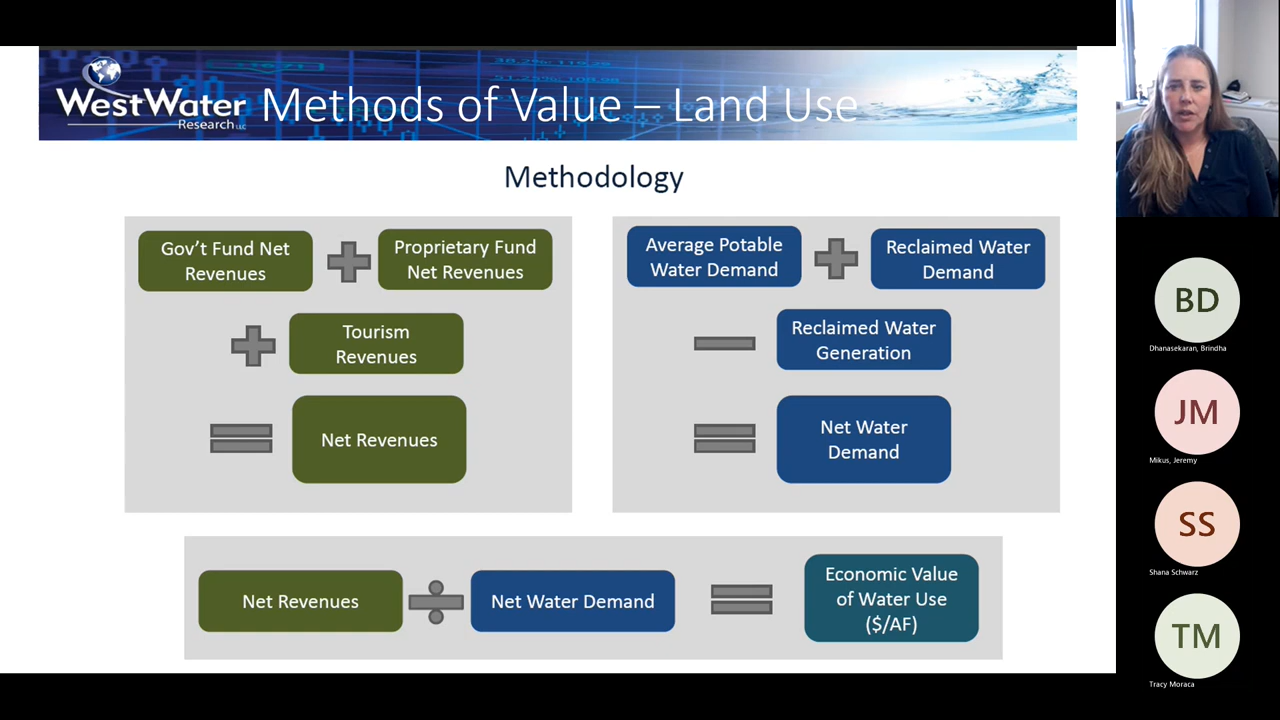 WestWater
Research LLC
Methods of Value – Land Use
Methodology
Gov't Fund Net
Revenues
Proprietary Fund
Net Revenues
Tourism
Revenues
Net Revenues
Average Potable
Water Demand
Reclaimed Water
Demand
Reclaimed Water
Generation
Net Water
Demand
Net Revenues
Net Water Demand
Economic Value
of Water Use
($/AF)
BD
Dhanasekaran, Brindha
JM
Mikus, Jeremy
SS
Shana Schwarz
TM
Tracy Moraca